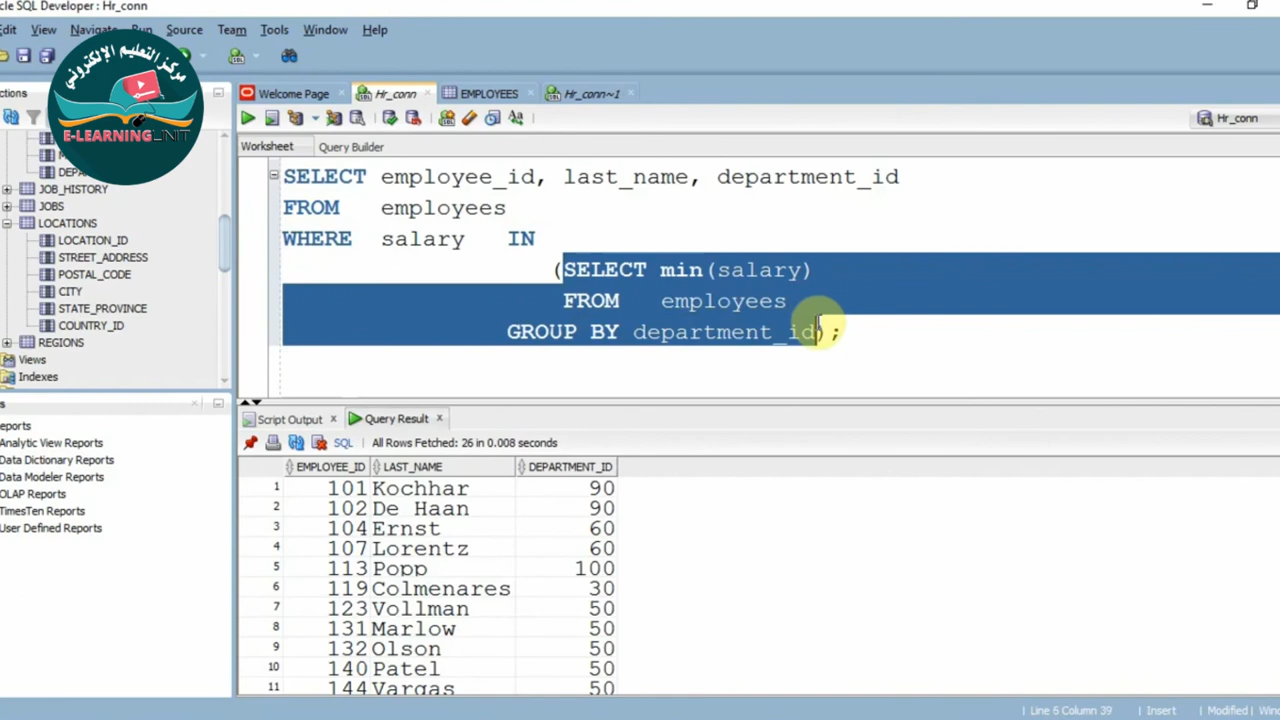 cle SQL Developer : Hr_conn
Edit View Navigate Run Source Team Tools Window Help
مركز التعليم الإلكتروني
E-LEARNING UNIT
Welcome Page
Hr_conn
EMPLOYEES
Hr_conn~1
Hr_conn
Worksheet Query Builder
JOB_HISTORY
JOBS
LOCATIONS
LOCATION_ID
STREET_ADDRESS
POSTAL_CODE
CITY
STATE_PROVINCE
COUNTRY_ID
REGIONS
Views
Indexes
SELECT employee_id, last_name, department_id
FROM employees
WHERE salary IN
(SELECT min(salary)
FROM employees
GROUP BY department_id);
eports
Analytic View Reports
Data Dictionary Reports
Data Modeler Reports
OLAP Reports
TimesTen Reports
User Defined Reports
Script Output Query Result
SQL All Rows Fetched: 26 in 0.008 seconds
EMPLOYEE_ID LAST_NAME DEPARTMENT_ID
1 101 Kochhar 90
2 102 De Haan 90
3 104 Ernst 60
4 107 Lorentz 60
5 113 Popp 100
6 119 Colmenares 30
7 123 Vollman 50
8 131 Marlow 50
9 132 Olson 50
10 140 Patel 50
11 144 Vargas 50
Line 6 Column 39 Insert Modified